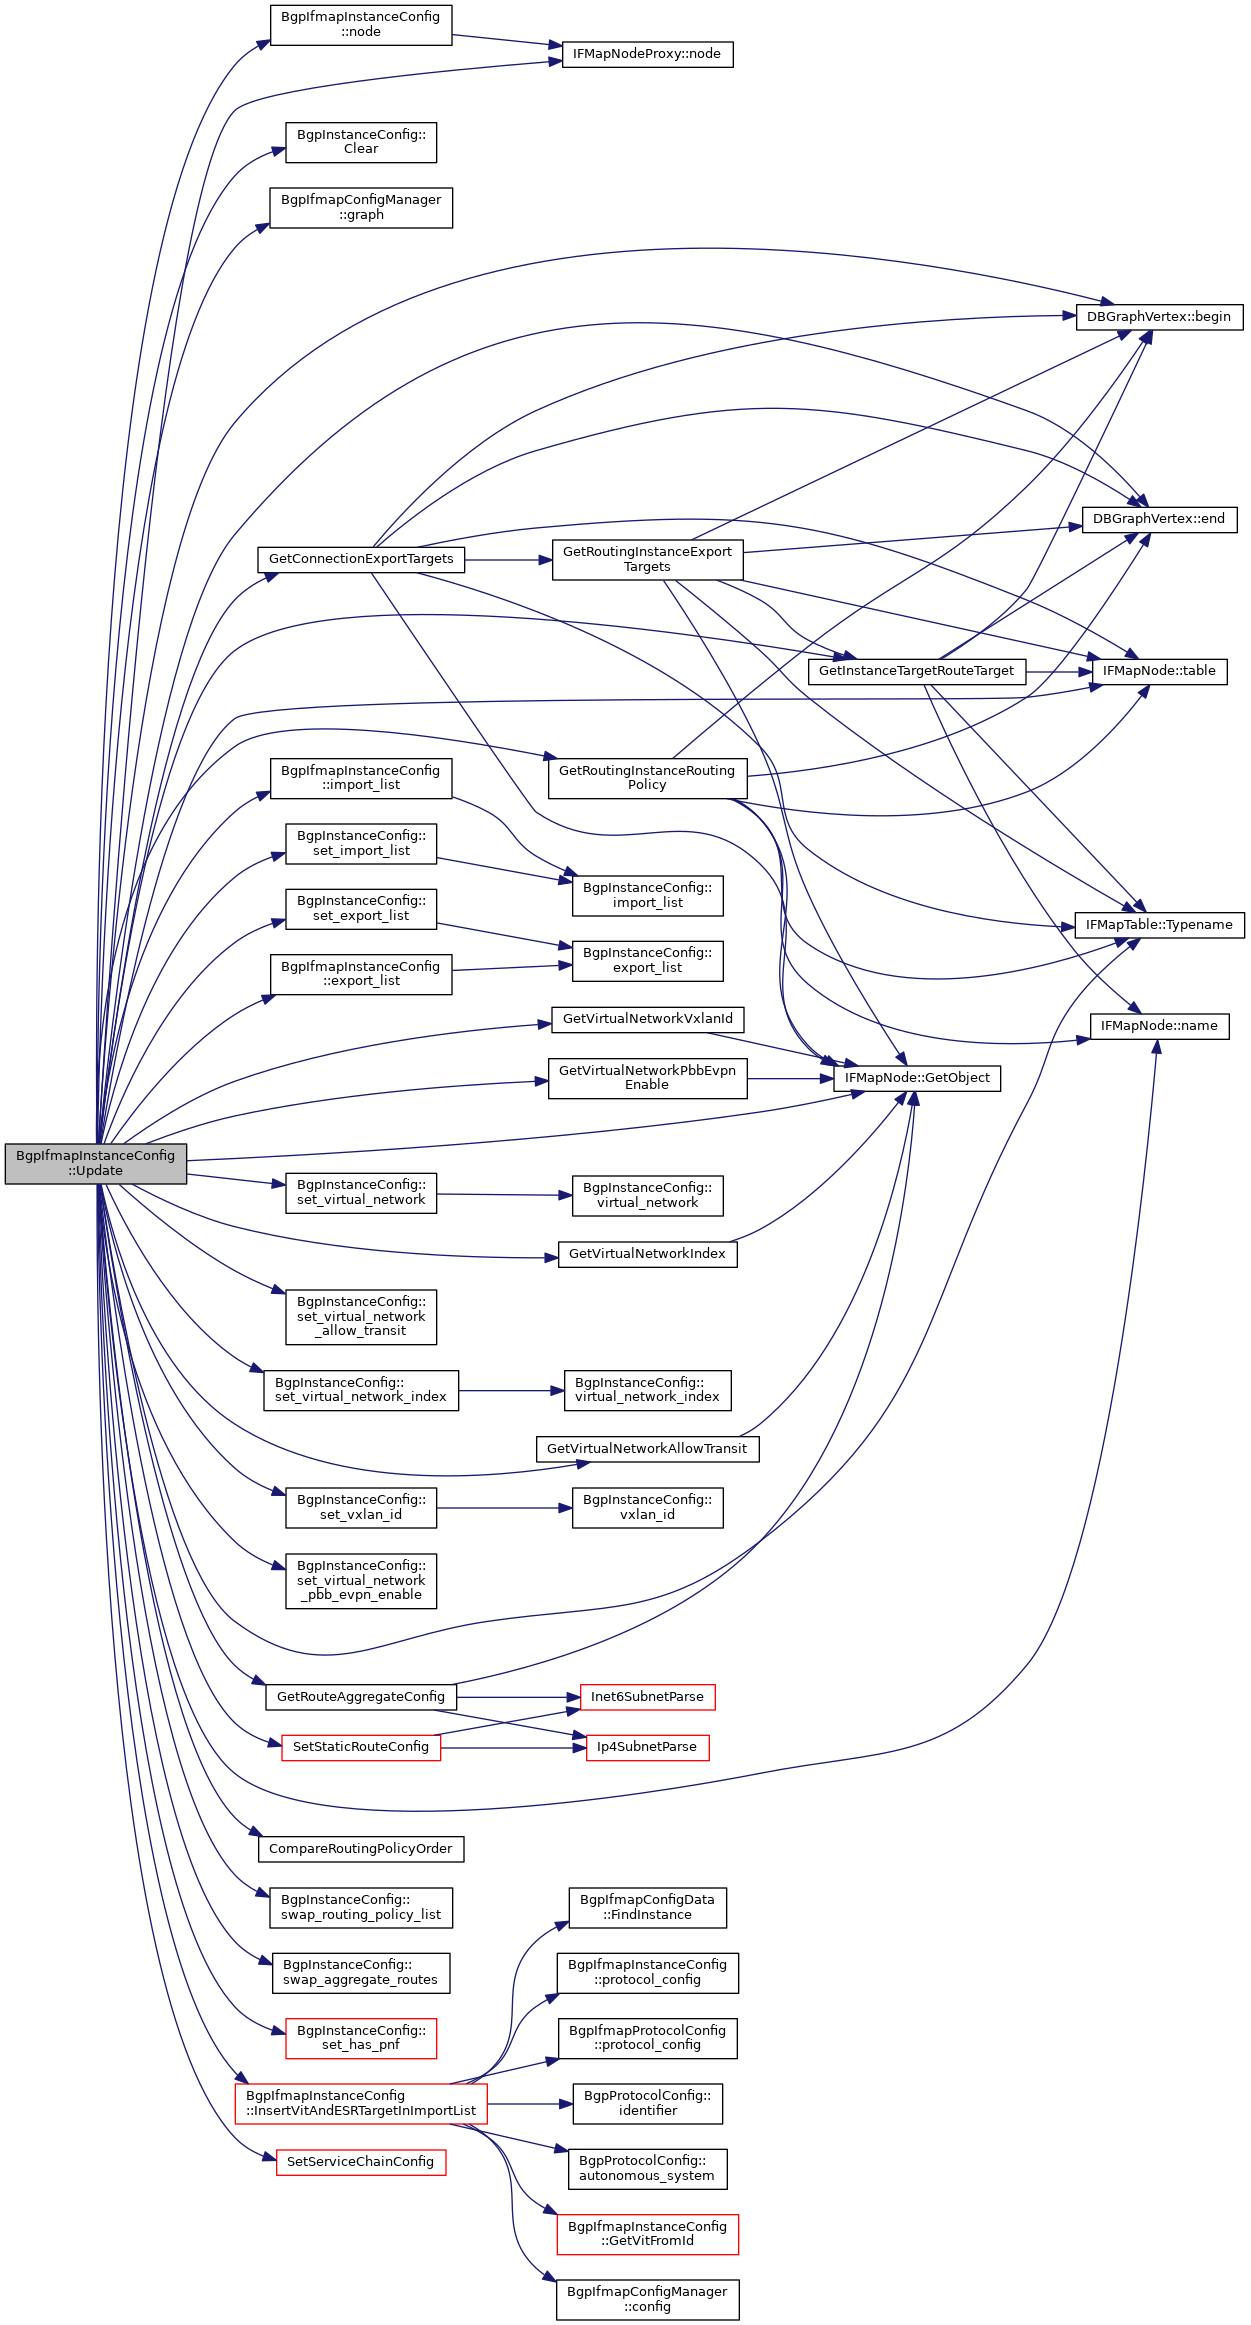 BgpIfmapInstanceConfig
::node
IFMapNodeProxy::node
BgpInstanceConfig::
Clear
BgpIfmapConfigManager
::graph
DBGraphVertex::begin
DBGraphVertex::end
GetConnectionExportTargets
GetRoutingInstanceExport
Targets
GetInstanceTargetRouteTarget
IFMapNode::table
BgpIfmapInstanceConfig
::import_list
GetRoutingInstanceRouting
Policy
BgpInstanceConfig::
set_import_list
BgpInstanceConfig::
import_list
BgpInstanceConfig::
set_export_list
IFMapTable::Typename
BgpIfmapInstanceConfig
::export_list
BgpInstanceConfig::
export_list
GetVirtualNetworkVxlanId
IFMapNode::name
GetVirtualNetworkPbbEvpn
Enable
IFMapNode::GetObject
BgpIfmapInstanceConfig
::Update
BgpInstanceConfig::
set_virtual_network
BgpInstanceConfig::
virtual_network
GetVirtualNetworkIndex
BgpInstanceConfig::
set_virtual_network
_allow_transit
BgpInstanceConfig::
set_virtual_network_index
BgpInstanceConfig::
virtual_network_index
GetVirtualNetworkAllowTransit
BgpInstanceConfig::
set_vxlan_id
BgpInstanceConfig::
vxlan_id
BgpInstanceConfig::
set_virtual_network
_pbb_evpn_enable
GetRouteAggregateConfig
Inet6SubnetParse
SetStaticRouteConfig
Ip4SubnetParse
CompareRoutingPolicyOrder
BgpInstanceConfig::
swap_routing_policy_list
BgpIfmapConfigData
::FindInstance
BgpInstanceConfig::
swap_aggregate_routes
BgpIfmapInstanceConfig
::protocol_config
BgpInstanceConfig::
set_has_pnf
BgpIfmapProtocolConfig
::protocol_config
BgpIfmapInstanceConfig
::InsertVitAndESRTargetInImportList
BgpProtocolConfig::
identifier
SetServiceChainConfig
BgpProtocolConfig::
autonomous_system
BgpIfmapInstanceConfig
::GetVitFromId
BgpIfmapConfigManager
::config